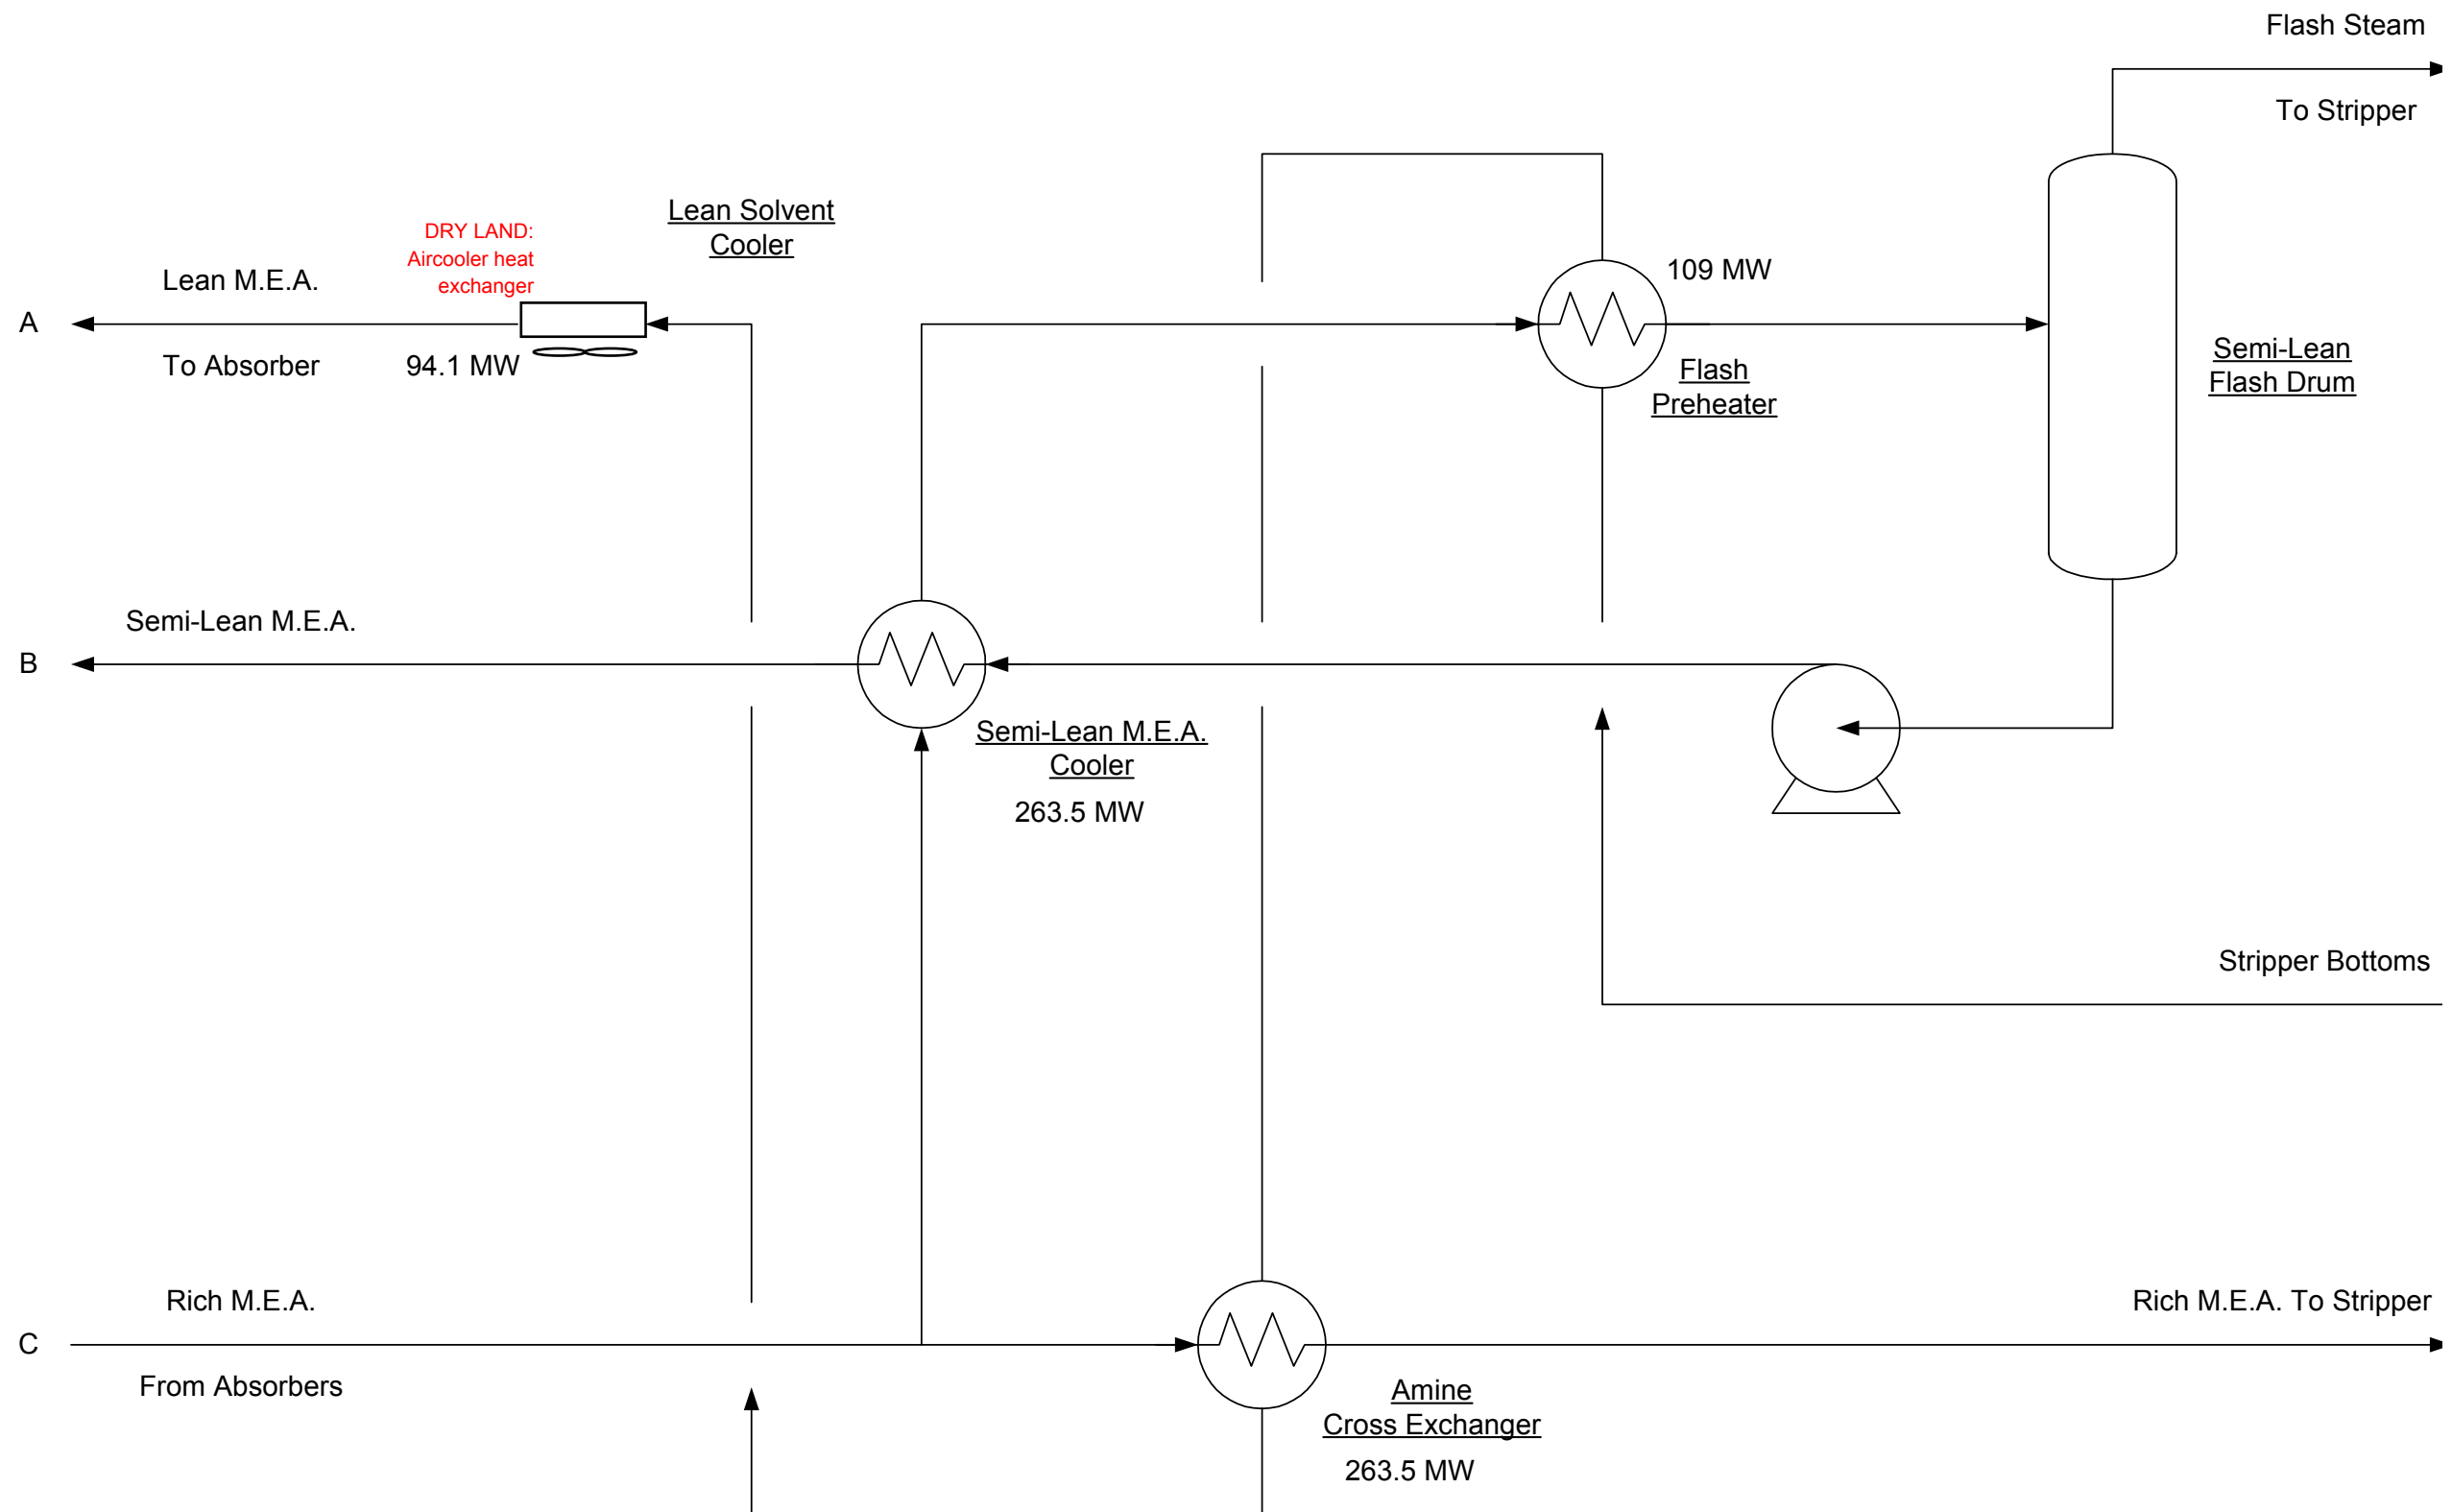 Flash Steam
To Stripper
Lean Solvent
Cooler
DRY LAND:
Aircooler heat
exchanger
Lean M.E.A.
A
To Absorber
94.1 MW
109 MW
Flash
Preheater
Semi-Lean
Flash Drum
Semi-Lean M.E.A.
B
Semi-Lean M.E.A.
Cooler
263.5 MW
Stripper Bottoms
Rich M.E.A.
C
From Absorbers
Rich M.E.A. To Stripper
Amine
Cross Exchanger
263.5 MW